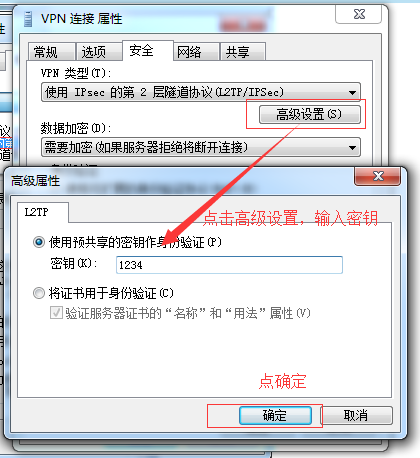 VPN 连接 属性
常规 选项 安全 网络 共享
VPN 类型(T):
使用 IPsec 的第 2 层隧道协议(L2TP/IPSec)
高级设置(S)
数据加密(D):
需要加密(如果服务器拒绝将断开连接)
高级属性
L2TP
点击高级设置，输入密钥
使用预共享的密钥作身份验证(P)
密钥(K): 1234
将证书用于身份验证(C)
验证服务器证书的“名称”和“用法”属性(V)
点确定
确定 取消